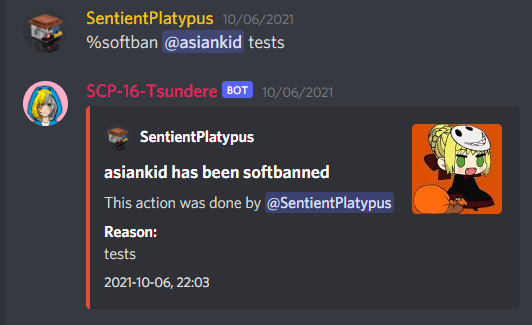 SentientPlatypus 10/06/2021
%softban @asiankid tests
SCP-16-Tsundere BOT 10/06/2021
SentientPlatypus
asiankid has been softbanned
This action was done by @SentientPlatypus
Reason:
tests
2021-10-06, 22:03